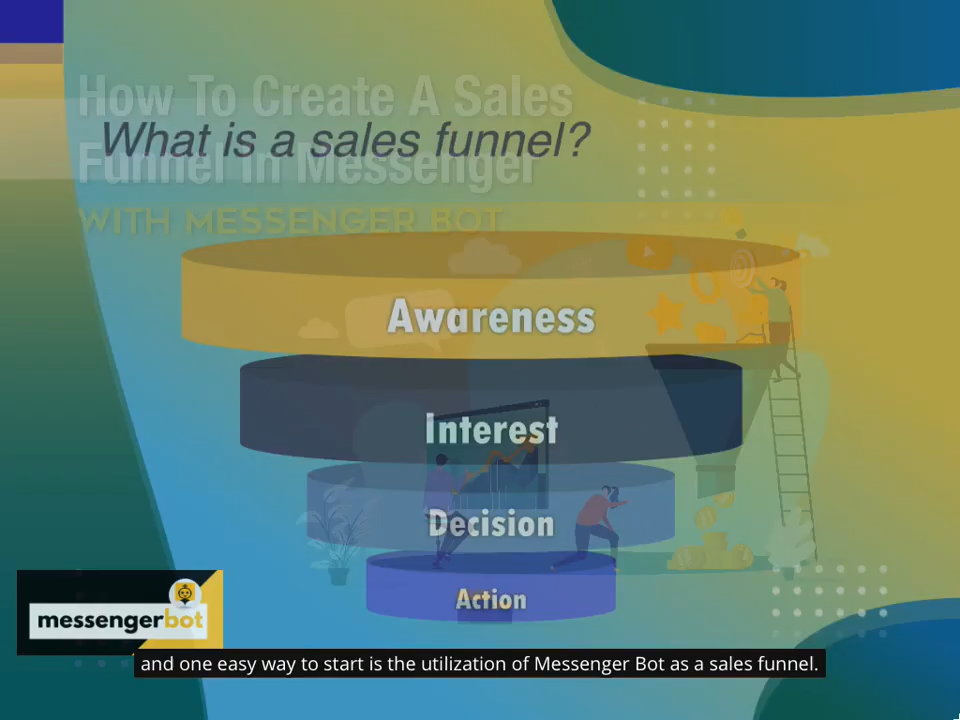 How To Create A Sales
What is a sales funnel?
Funnel In Messenger
WITH MESSENGER BOT
Awareness
Interest
Decision
Action
messengerbot
and one easy way to start is the utilization of Messenger Bot as a sales funnel.